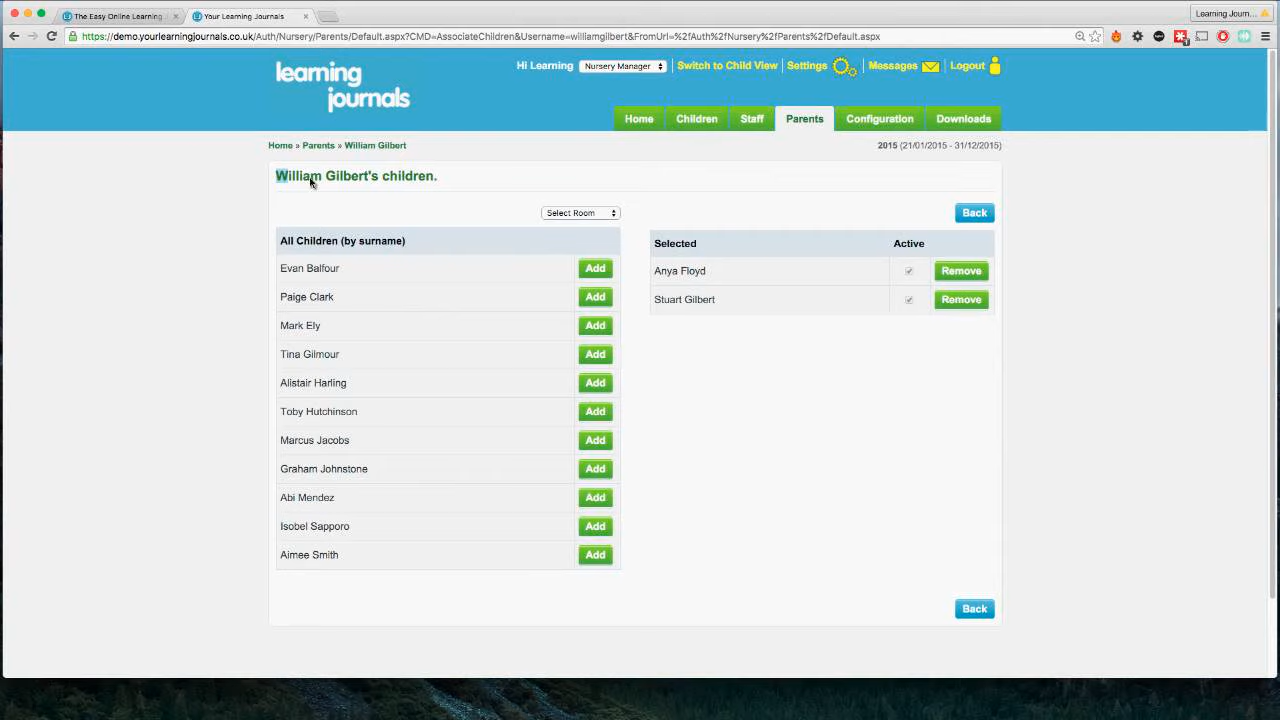 The Easy Online Learning
Your Learning Journals
Learning Journ...
https://demo.yourlearningjournals.co.uk/Auth/Nursery/Parents/Default.aspx?CMD=AssociateChildren&Username=williamgilbert&FromUrl=%2fAuth%2fNursery%2fParents%2fDefault.aspx
learning
journals
Hi Learning Nursery Manager Switch to Child View Settings Messages Logout
Home Children Staff Parents Configuration Downloads
Home » Parents » William Gilbert
2015 (21/01/2015 - 31/12/2015)
William Gilbert's children.
Select Room
Back
All Children (by surname)
Evan Balfour Add
Paige Clark Add
Mark Ely Add
Tina Gilmour Add
Alistair Harling Add
Toby Hutchinson Add
Marcus Jacobs Add
Graham Johnstone Add
Abi Mendez Add
Isobel Sapporo Add
Aimee Smith Add
Selected Active
Anya Floyd Remove
Stuart Gilbert Remove
Back